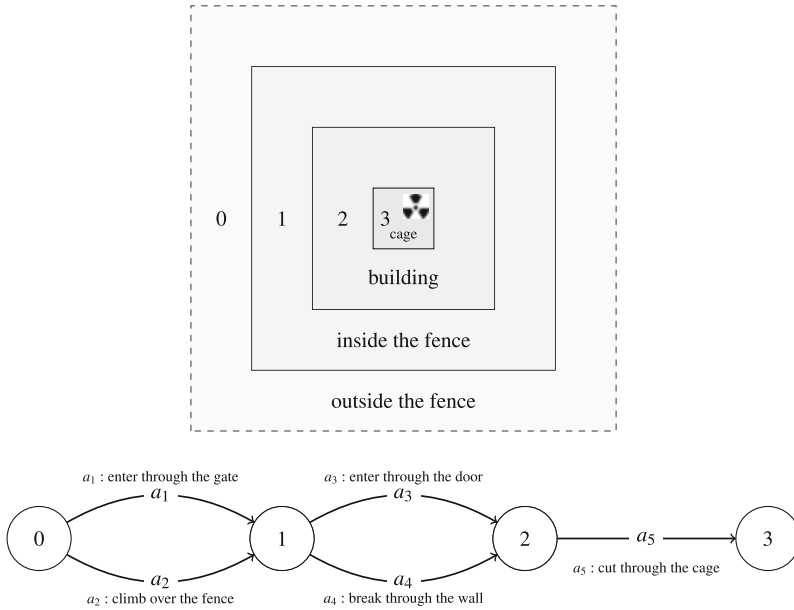 0 1 2 3
cage
building
inside the fence
outside the fence
a1 : enter through the gate
a3 : enter through the door
a1
a3
0 1 2 a5 3
a5 : cut through the cage
a2
a4
a2 : climb over the fence
a4 : break through the wall